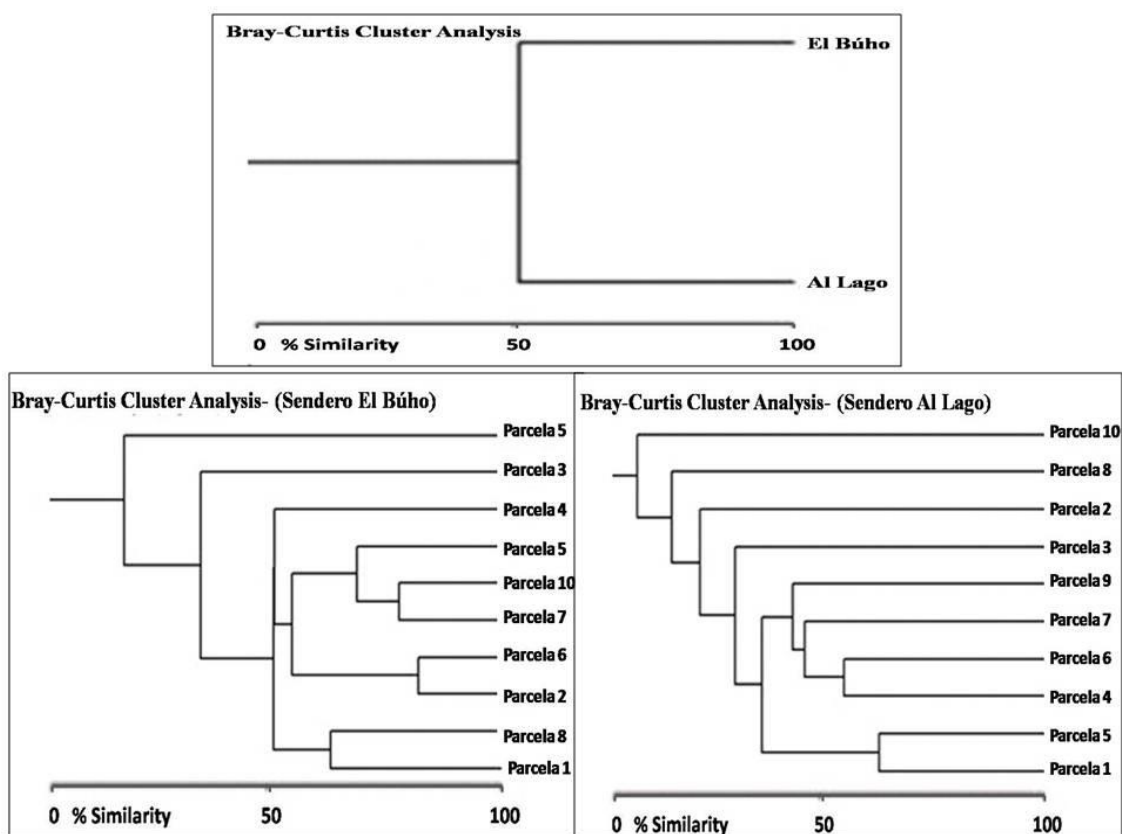 Bray-Curtis Cluster Analysis
El Búho
Al Lago
0 % Similarity 50 100
Bray-Curtis Cluster Analysis- (Sendero El Búho)
Parcela 5
Parcela 3
Parcela 4
Parcela 5
Parcela 10
Parcela 7
Parcela 6
Parcela 2
Parcela 8
Parcela 1
0 % Similarity 50 100
Bray-Curtis Cluster Analysis- (Sendero Al Lago)
Parcela 10
Parcela 8
Parcela 2
Parcela 3
Parcela 9
Parcela 7
Parcela 6
Parcela 4
Parcela 5
Parcela 1
0 % Similarity 50 100